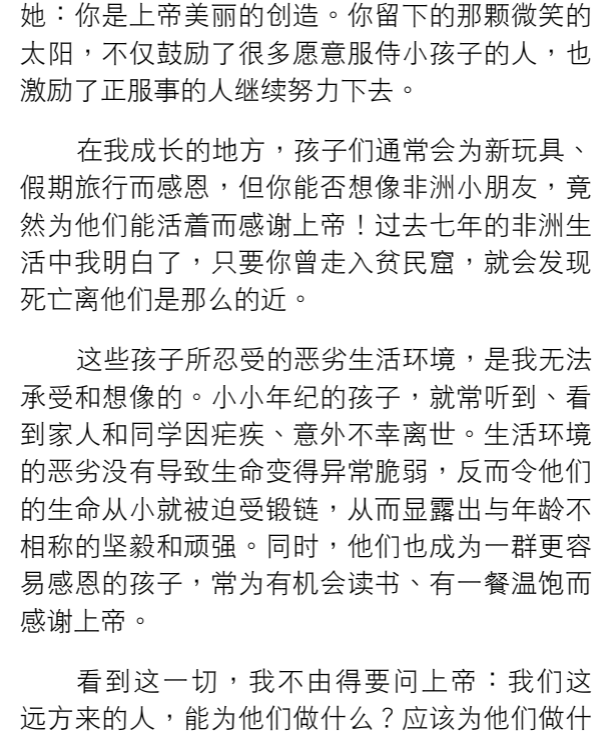 她：你是上帝美丽的创造。你留下的那颗微笑的
太阳，不仅鼓励了很多愿意服侍小孩子的人，也
激励了正服事的人继续努力下去。
在我成长的地方，孩子们通常会为新玩具、
假期旅行而感恩，但你能否想像非洲小朋友，竟
然为他们能活着而感谢上帝！过去七年的非洲生
活中我明白了，只要你曾走入贫民窟，就会发现
死亡离他们是那么的近。
这些孩子所忍受的恶劣生活环境，是我无法
承受和想像的。小小年纪的孩子，就常听到、看
到家人和同学因疟疾、意外不幸离世。生活环境
的恶劣没有导致生命变得异常脆弱，反而令他们
的生命从小就被迫受锻链，从而显露出与年龄不
相称的坚毅和顽强。同时，他们也成为一群更容
易感恩的孩子，常为有机会读书、有一餐温饱而
感谢上帝。
看到这一切，我不由得要问上帝：我们这
远方来的人，能为他们做什么？应该为他们做什